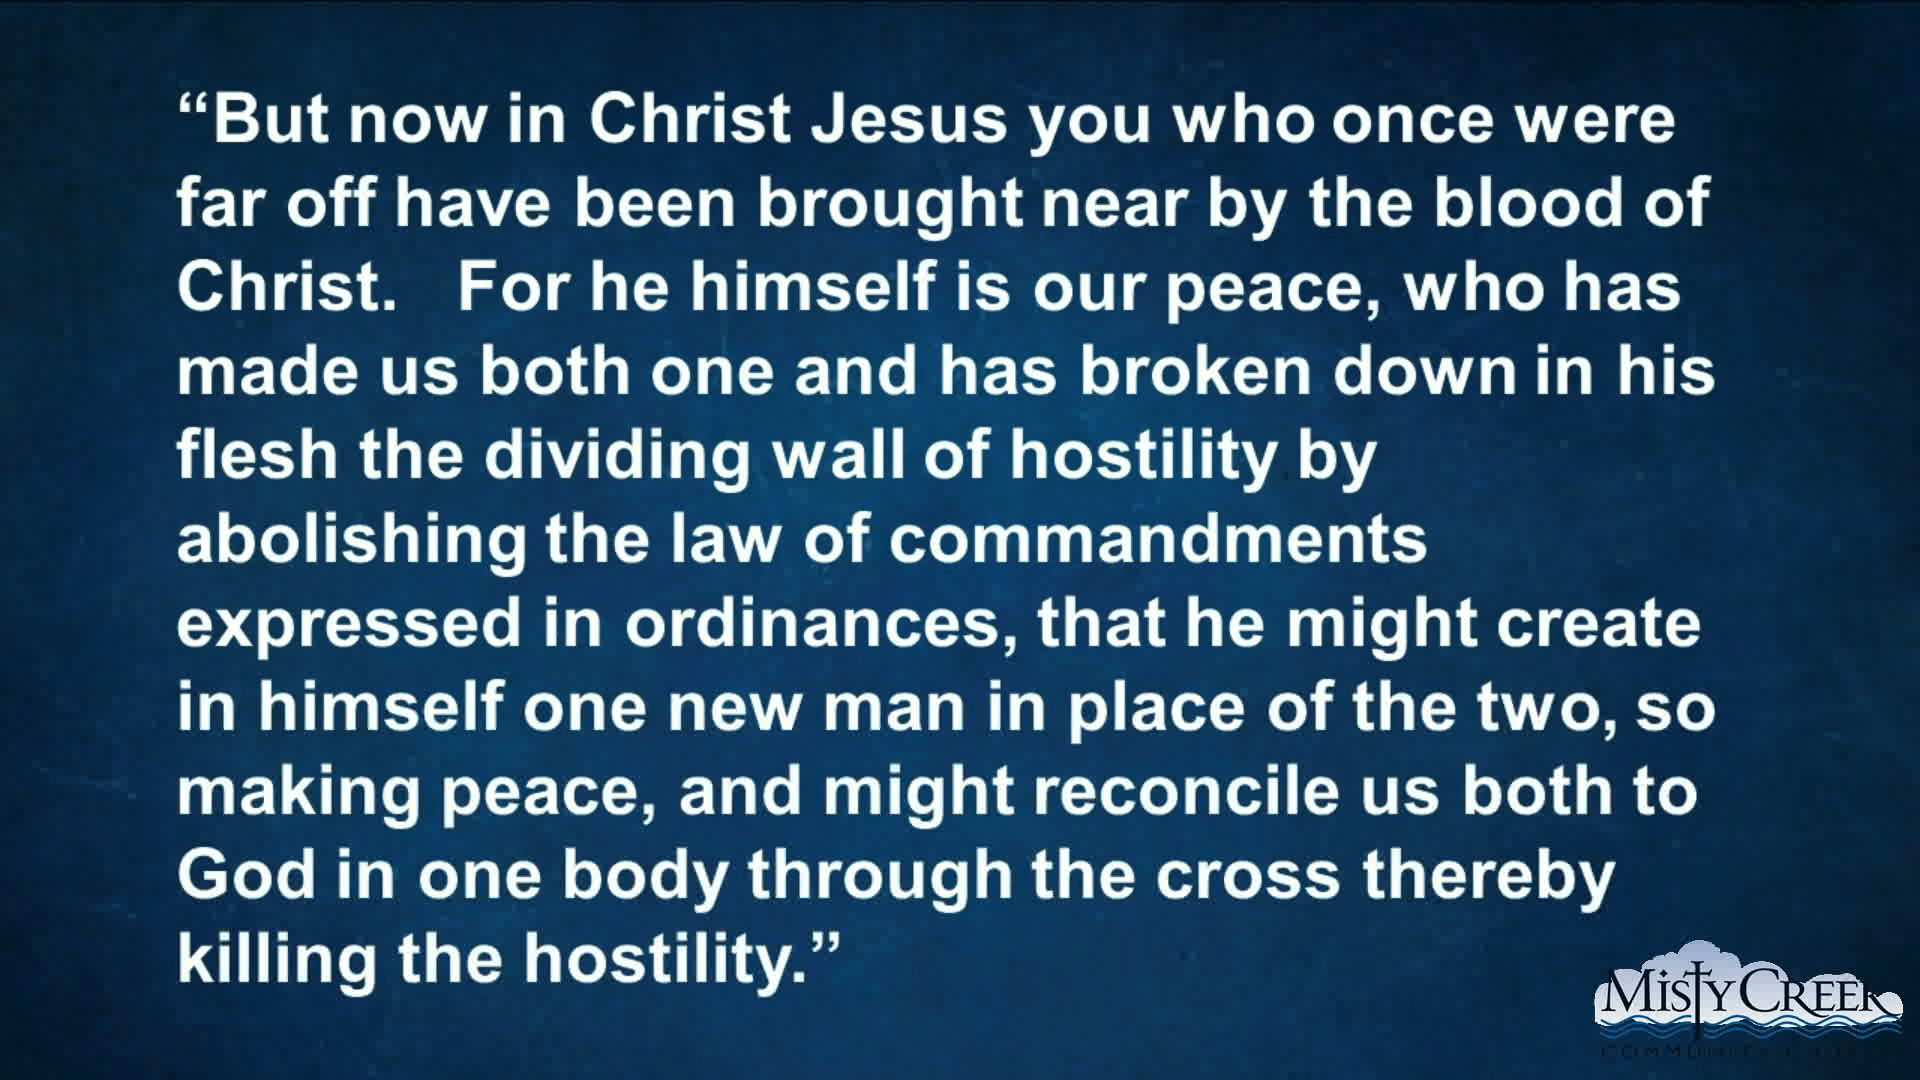 “But now in Christ Jesus you who once were
far off have been brought near by the blood of
Christ.   For he himself is our peace, who has
made us both one and has broken down in his
flesh the dividing wall of hostility by
abolishing the law of commandments
expressed in ordinances, that he might create
in himself one new man in place of the two, so
making peace, and might reconcile us both to
God in one body through the cross thereby
killing the hostility.”
MISTY CREEK
COMMUNITY